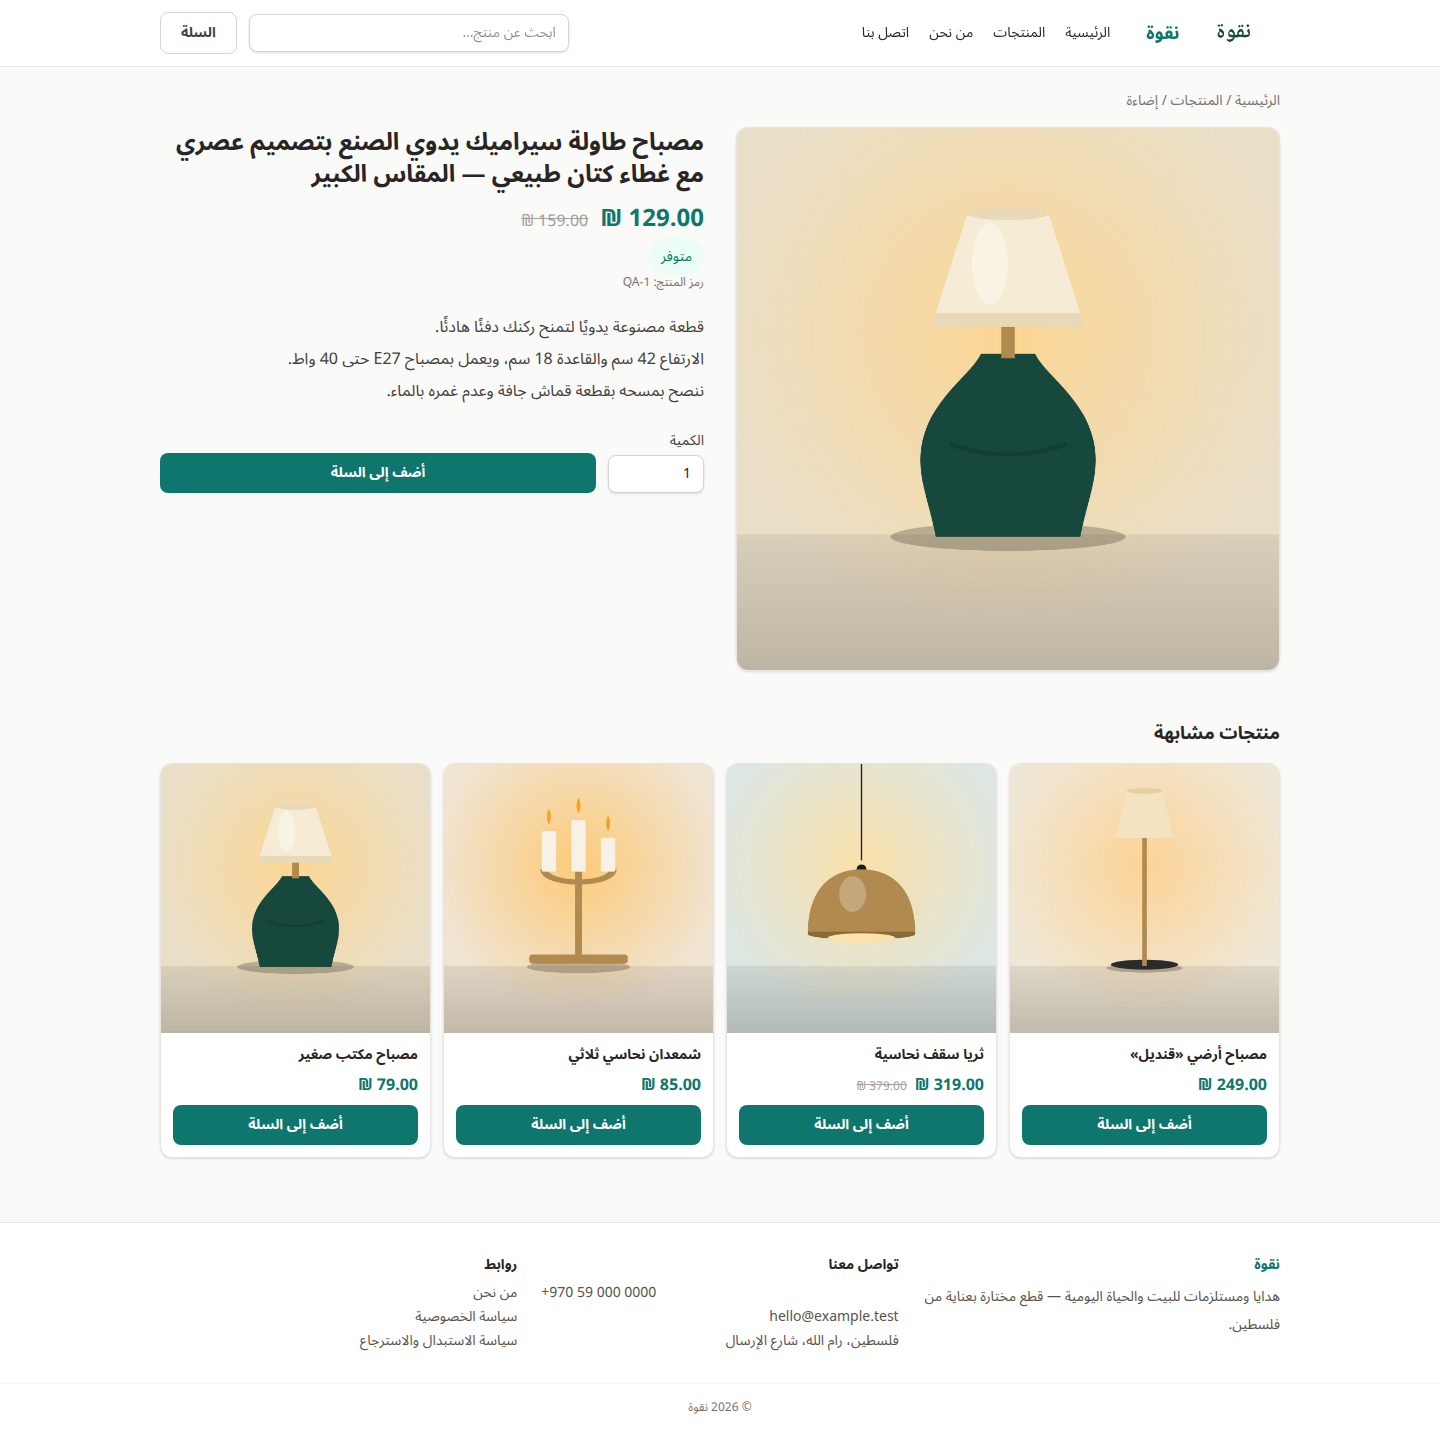 نقوة
نقوة
الرئيسية
المنتجات
من نحن
اتصل بنا
ابحث عن منتج...
السلة
الرئيسية / المنتجات / إضاءة
مصباح طاولة سيراميك يدوي الصنع بتصميم عصري
مع غطاء كتان طبيعي — المقاس الكبير
129.00 ₪ 159.00 ₪
متوفر
رمز المنتج: QA-1
قطعة مصنوعة يدويًا لتمنح ركنك دفئًا هادئًا.
الارتفاع 42 سم والقاعدة 18 سم، ويعمل بمصباح E27 حتى 40 واط.
ننصح بمسحه بقطعة قماش جافة وعدم غمره بالماء.
الكمية
1
أضف إلى السلة
منتجات مشابهة
مصباح أرضي «قنديل»
249.00 ₪
أضف إلى السلة
ثريا سقف نحاسية
319.00 ₪ 379.00 ₪
أضف إلى السلة
شمعدان نحاسي ثلاثي
85.00 ₪
أضف إلى السلة
مصباح مكتب صغير
79.00 ₪
أضف إلى السلة
نقوة
هدايا ومستلزمات للبيت والحياة اليومية — قطع مختارة بعناية من
فلسطين.
تواصل معنا
+970 59 000 0000
hello@example.test
فلسطين، رام الله، شارع الإرسال
روابط
من نحن
سياسة الخصوصية
سياسة الاستبدال والاسترجاع
© 2026 نقوة